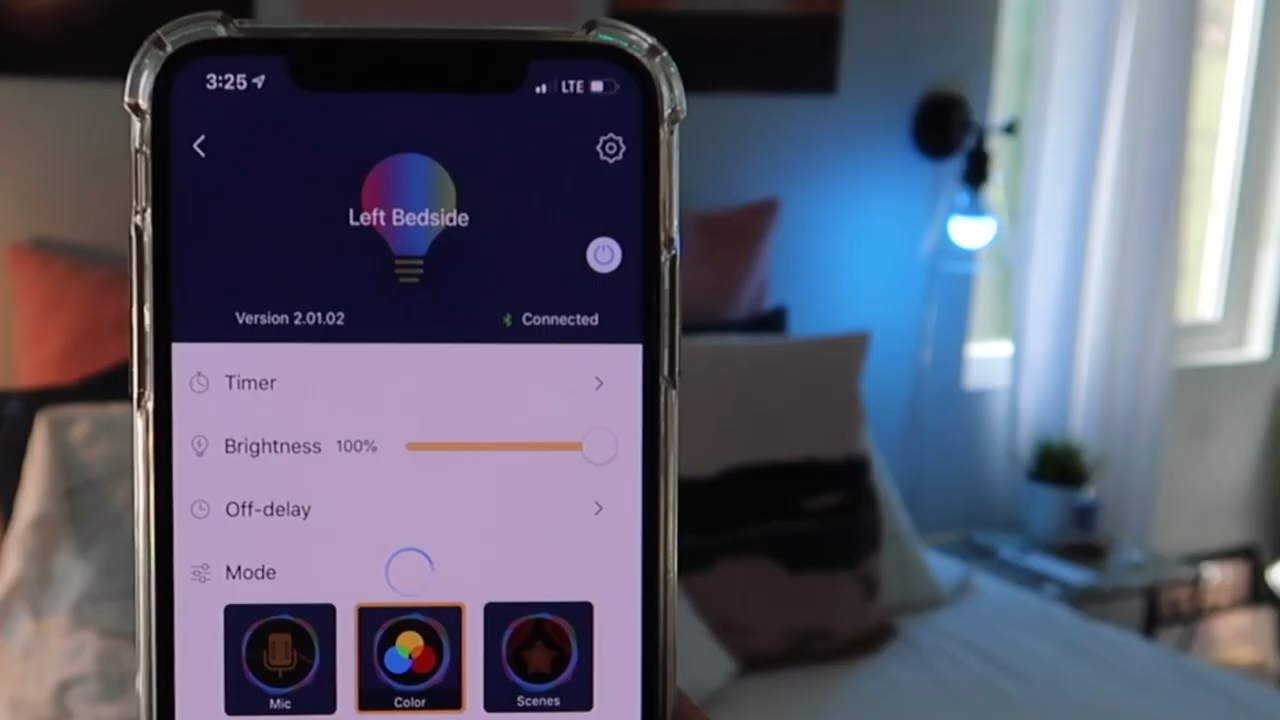 3:25 LTE
Left Bedside
Version 2.01.02 Connected
Timer
Brightness 100%
Off-delay
Mode
Mic Color Scenes